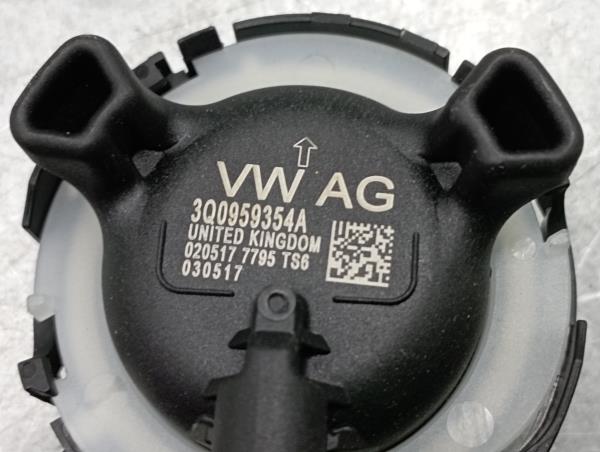 VW AG
3Q0959354A
UNITED KINGDOM
020517 7795 TS6
030517